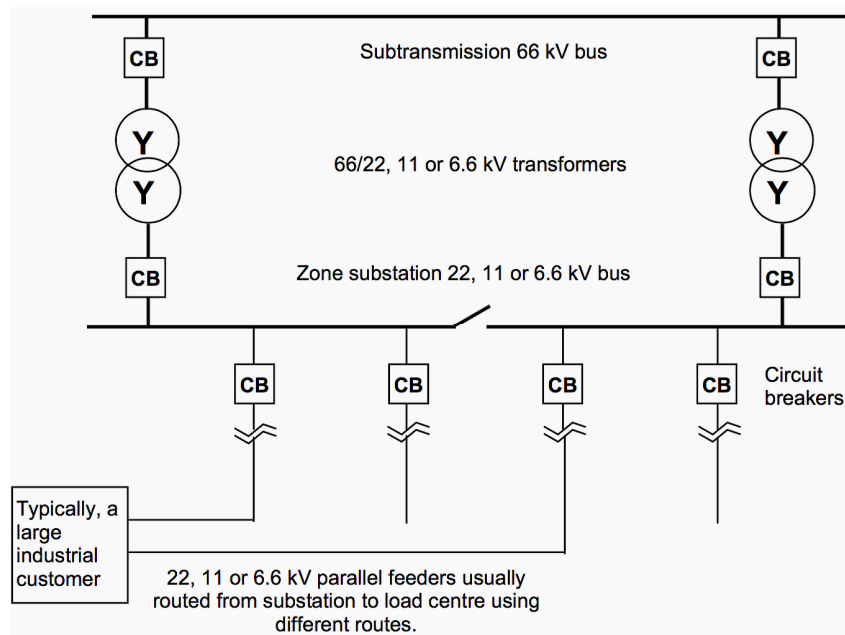 CB
Subtransmission 66 kV bus
CB
Y
Y
66/22, 11 or 6.6 kV transformers
Y
Y
CB
Zone substation 22, 11 or 6.6 kV bus
CB
CB
CB
CB
CB
Circuit
breakers
Typically, a
large
industrial
customer
22, 11 or 6.6 kV parallel feeders usually
routed from substation to load centre using
different routes.